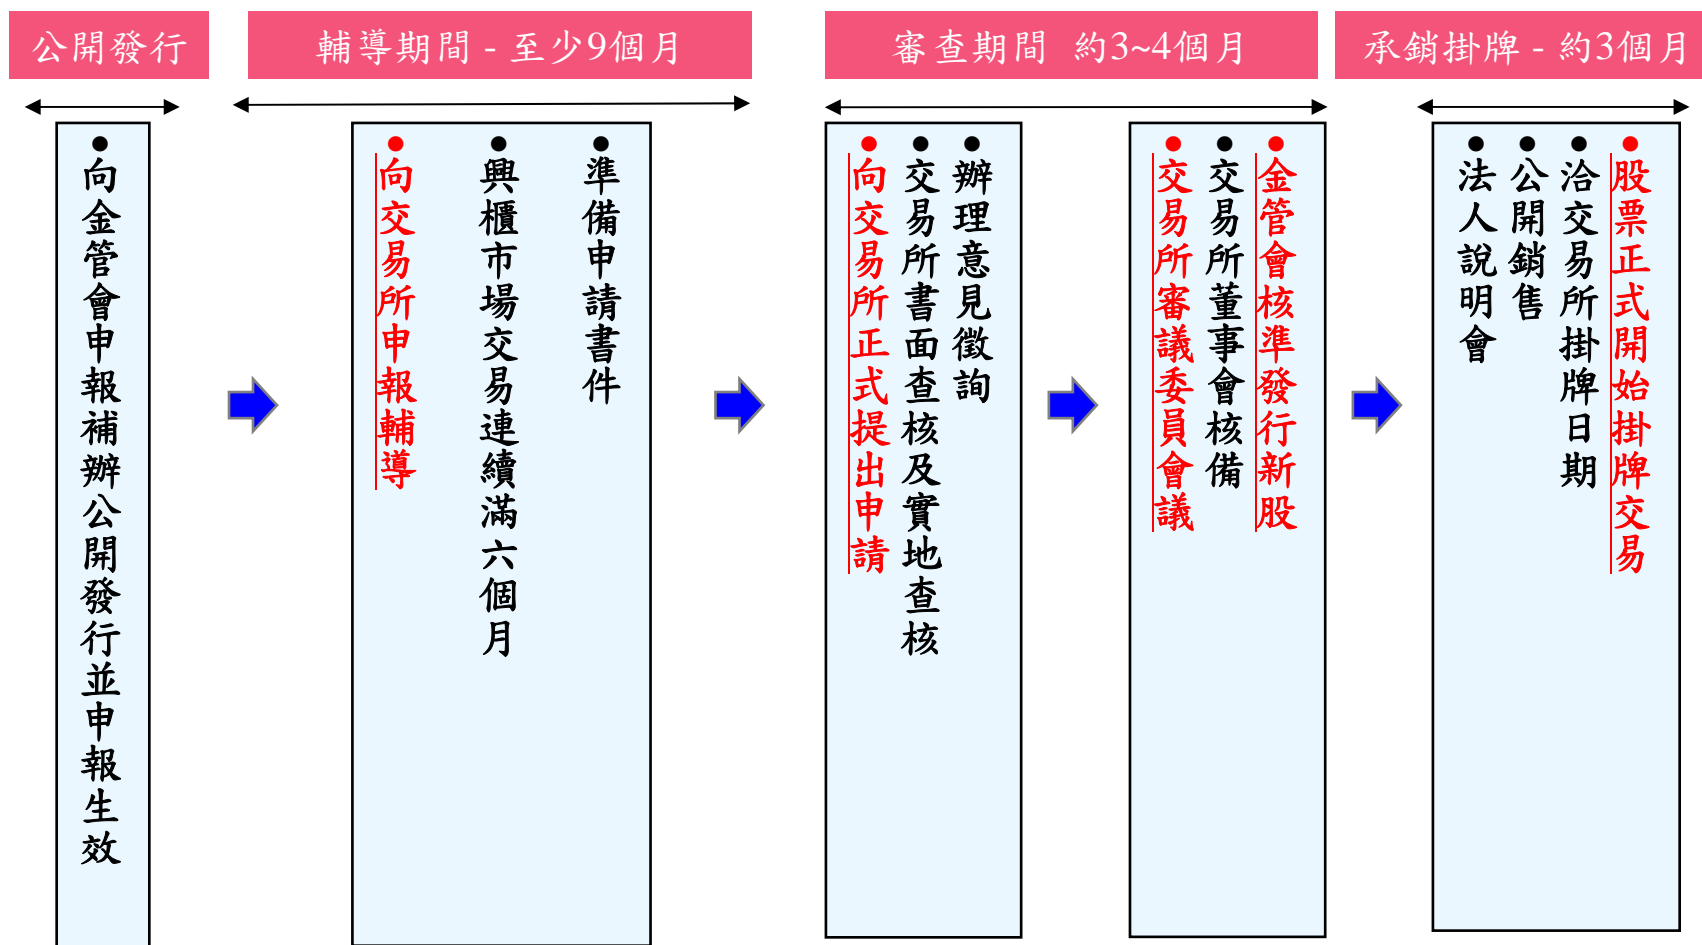 公開發行
輔導期間 - 至少9個月
審查期間 約3~4個月
承銷掛牌 - 約3個月
●向金管會申報補辦公開發行並申報生效
●向交易所申報輔導
●興櫃市場交易連續滿六個月
●準備申請書件
●向交易所正式提出申請
●交易所書面查核及實地查核
●辦理意見徵詢
●交易所審議委員會議
●交易所董事會核備
●金管會核準發行新股
●法人說明會
●公開銷售
●洽交易所掛牌日期
●股票正式開始掛牌交易